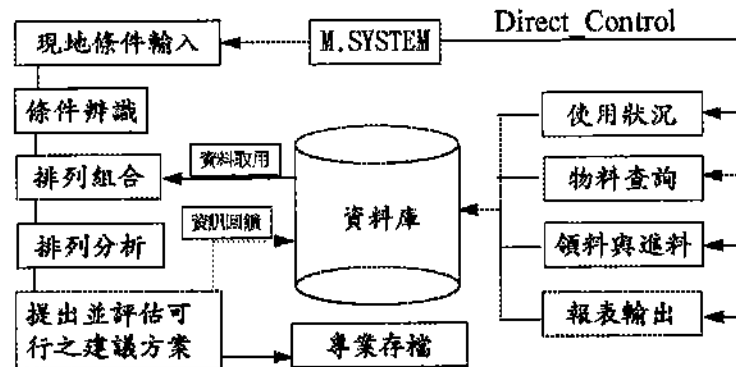 Direct_Control
現地條件輸入
M.SYSTEM
條件辨識
使用狀況
資料取用
排列組合
物料查詢
資料庫
資訊回饋
排列分析
領料與進料
提出並評估可
行之建議方案
專業存檔
報表輸出